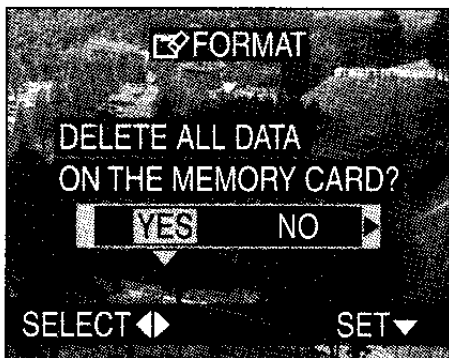 FORMAT
DELETE ALL DATA
ON THE MEMORY CARD?
YES NO
SELECT SET